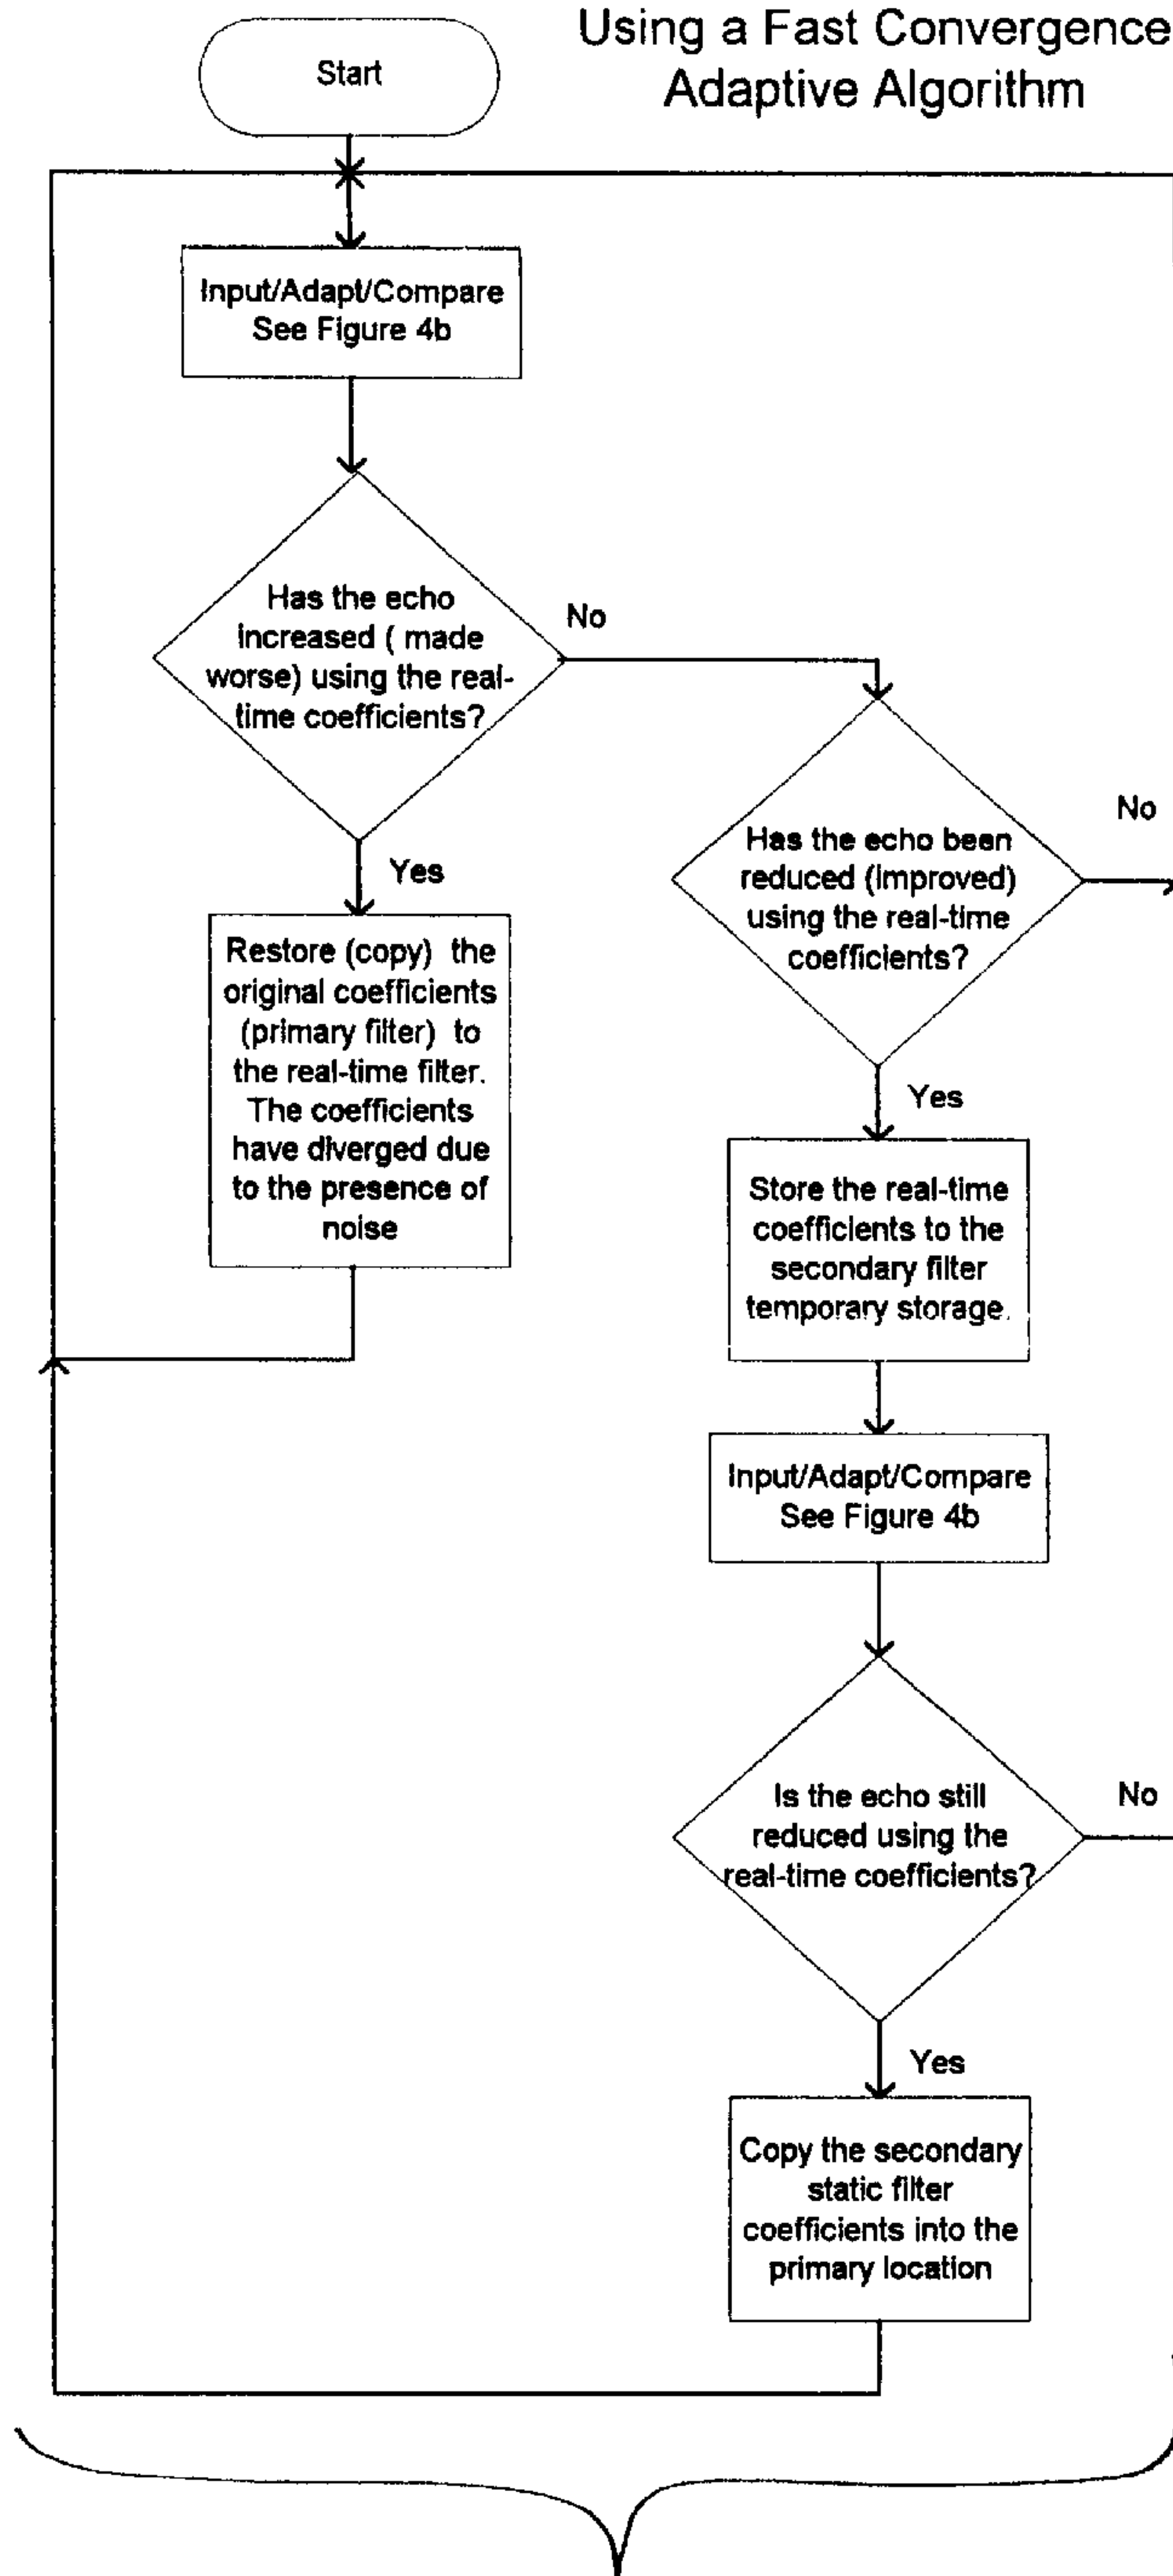 Using a Fast Convergence
Adaptive Algorithm
Start
Input/Adapt/Compare
See Figure 4b
Has the echo
increased ( made
worse) using the real-
time coefficients?
No
Yes
Restore (copy) the
original coefficients
(primary filter) to
the real-time filter.
The coefficients
have diverged due
to the presence of
noise
Has the echo been
reduced (improved)
using the real-time
coefficients?
No
Yes
Store the real-time
coefficients to the
secondary filter
temporary storage.
Input/Adapt/Compare
See Figure 4b
Is the echo still
reduced using the
real-time coefficients?
No
Yes
Copy the secondary
static filter
coefficients into the
primary location